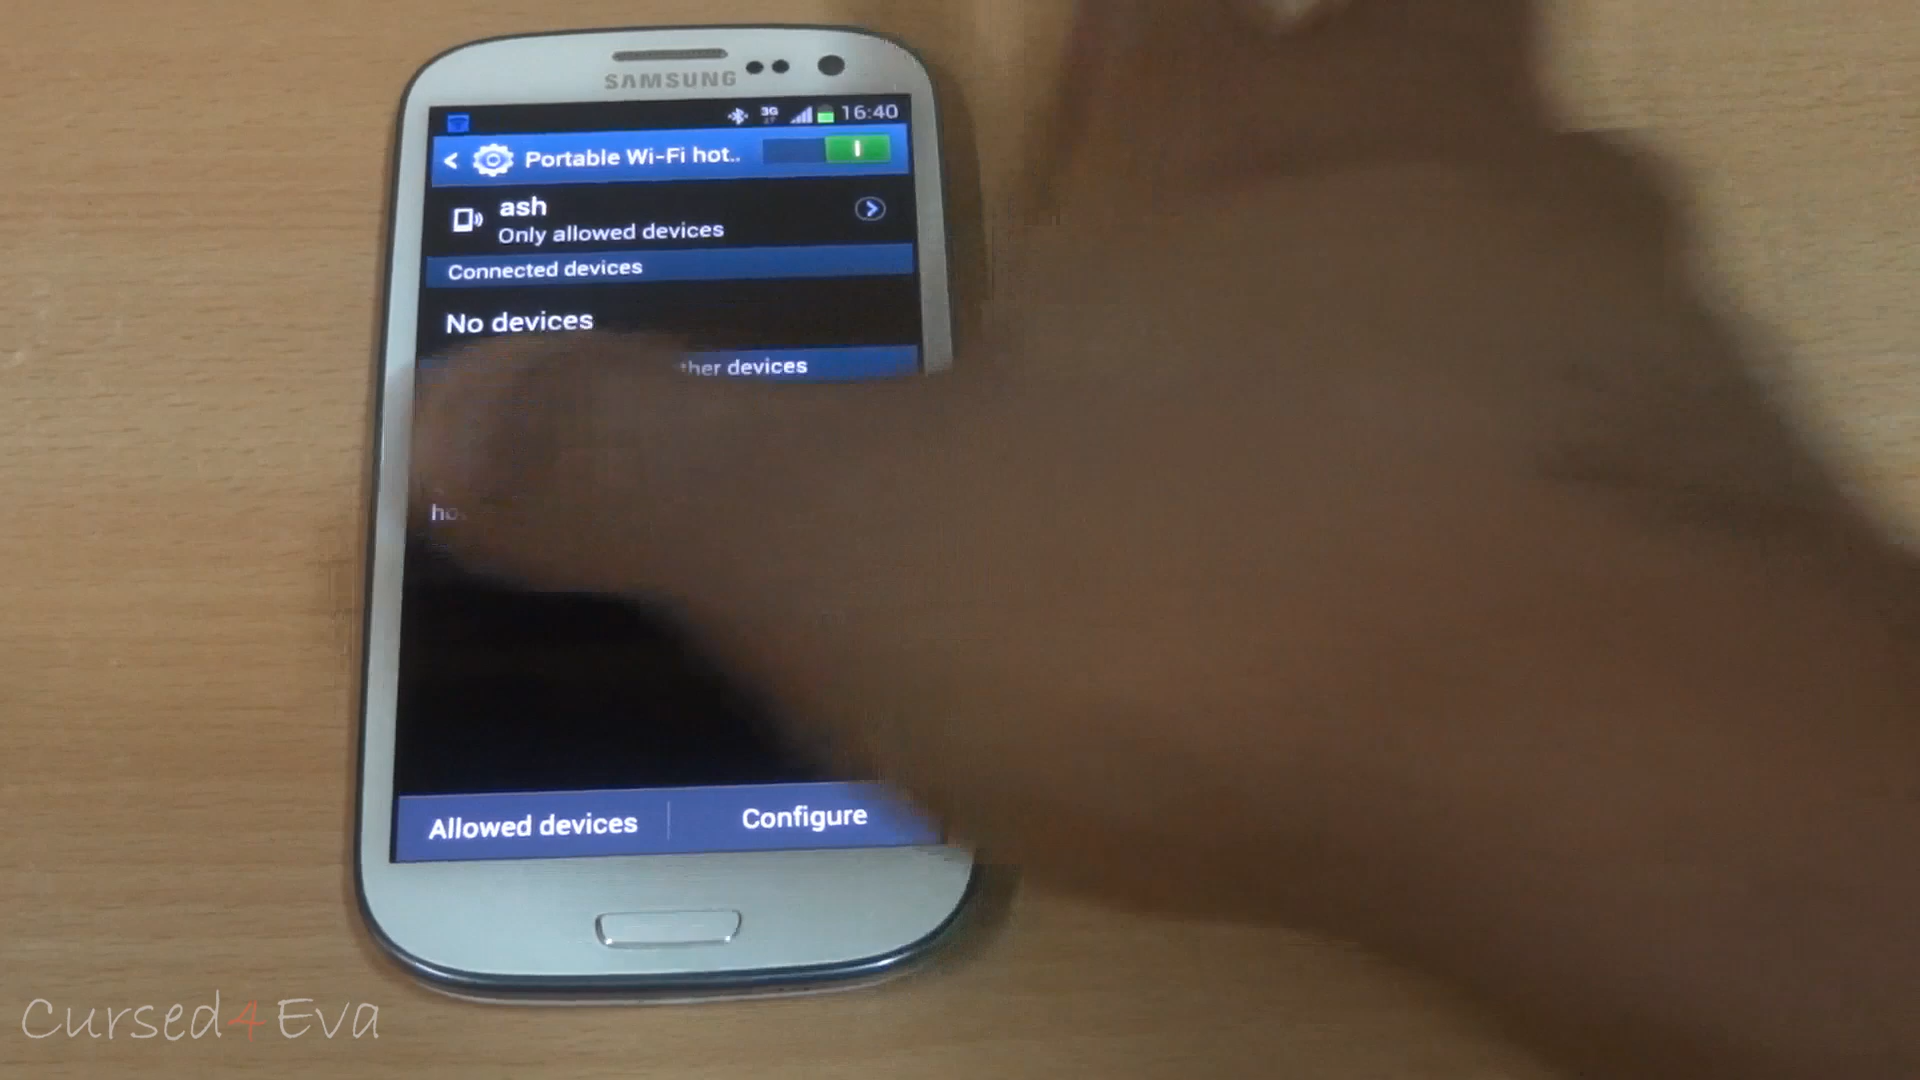 SAMSUNG
3G 16:40
< Portable Wi-Fi hot..
ash
Only allowed devices
Connected devices
No devices
devices
Allowed devices
Configure
Cursed4Eva